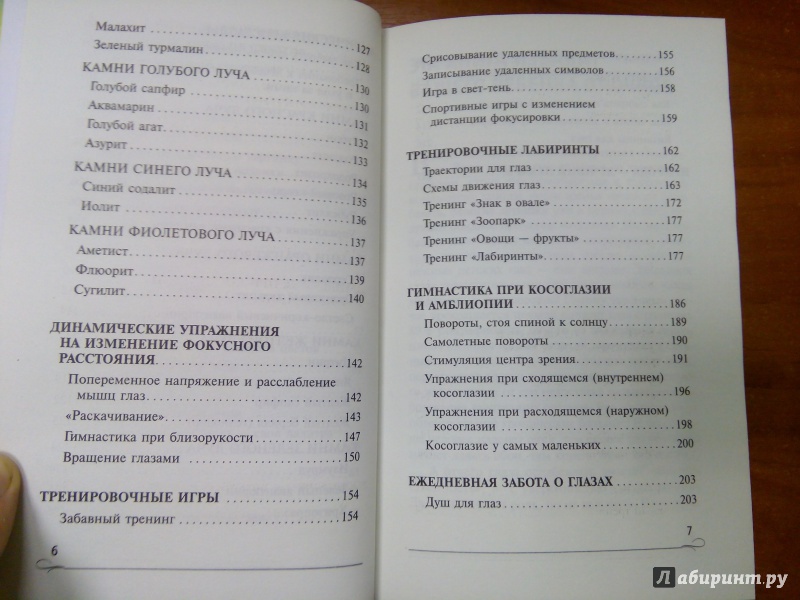 Малахит 127
Зеленый турмалин 128
КАМНИ ГОЛУБОГО ЛУЧА 130
Голубой сапфир 130
Аквамарин 131
Голубой агат 132
Азурит 133
КАМНИ СИНЕГО ЛУЧА 134
Синий содалит 135
Иолит 136
КАМНИ ФИОЛЕТОВОГО ЛУЧА 137
Аметист 137
Флюорит 139
Сугилит 140
ДИНАМИЧЕСКИЕ УПРАЖНЕНИЯ
НА ИЗМЕНЕНИЕ ФОКУСНОГО
РАССТОЯНИЯ 142
Попеременное напряжение и расслабление
мышц глаз 142
«Раскачивание» 143
Гимнастика при близорукости 147
Вращение глазами 150
ТРЕНИРОВОЧНЫЕ ИГРЫ 154
Забавный тренинг 154
6
Срисовывание удаленных предметов 155
Записывание удаленных символов 156
Игра в свет-тень 158
Спортивные игры с изменением
дистанции фокусировки 159
ТРЕНИРОВОЧНЫЕ ЛАБИРИНТЫ 162
Траектории для глаз 162
Схемы движения глаз 163
Тренинг «Знак в овале» 172
Тренинг «Зоопарк» 177
Тренинг «Овощи — фрукты» 177
Тренинг «Лабиринты» 177
ГИМНАСТИКА ПРИ КОСОГЛАЗИИ
И АМБЛИОПИИ 186
Повороты, стоя спиной к солнцу 189
Самолетные повороты 190
Стимуляция центра зрения 191
Упражнения при сходящемся (внутреннем)
косоглазии 196
Упражнения при расходящемся (наружном)
косоглазии 198
Косоглазие у самых маленьких 200
ЕЖЕДНЕВНАЯ ЗАБОТА О ГЛАЗАХ 203
Душ для глаз 203
7
Лабиринт.ру